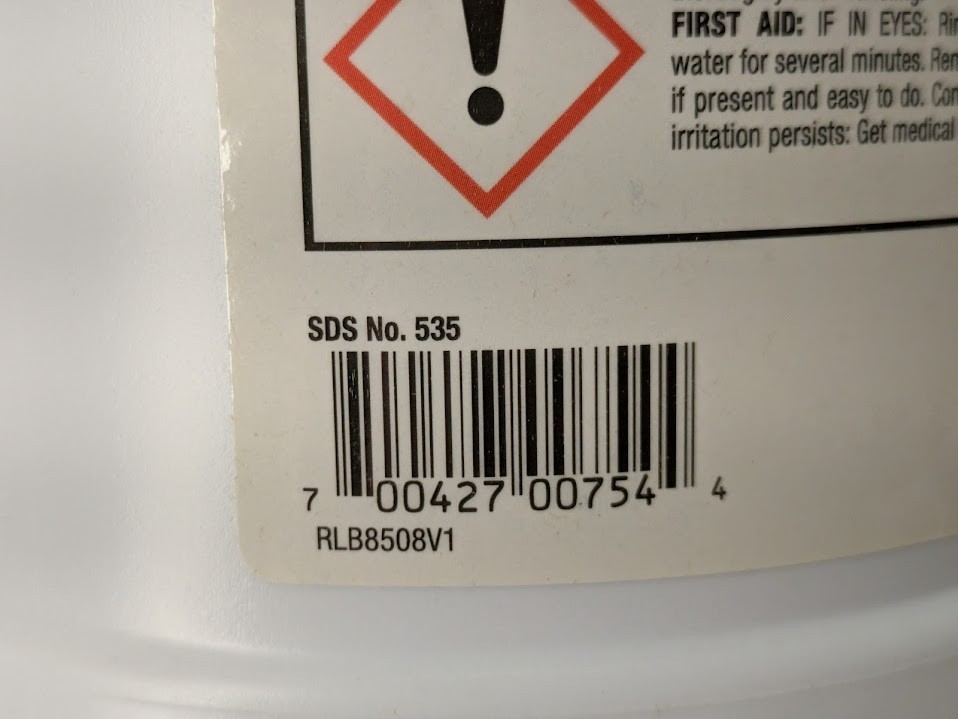 FIRST AID: IF IN EYES:
water for several minutes.
if present and easy to do.
irritation persists: Get medical
SDS No. 535
7 00427 00754 4
RLB8508V1